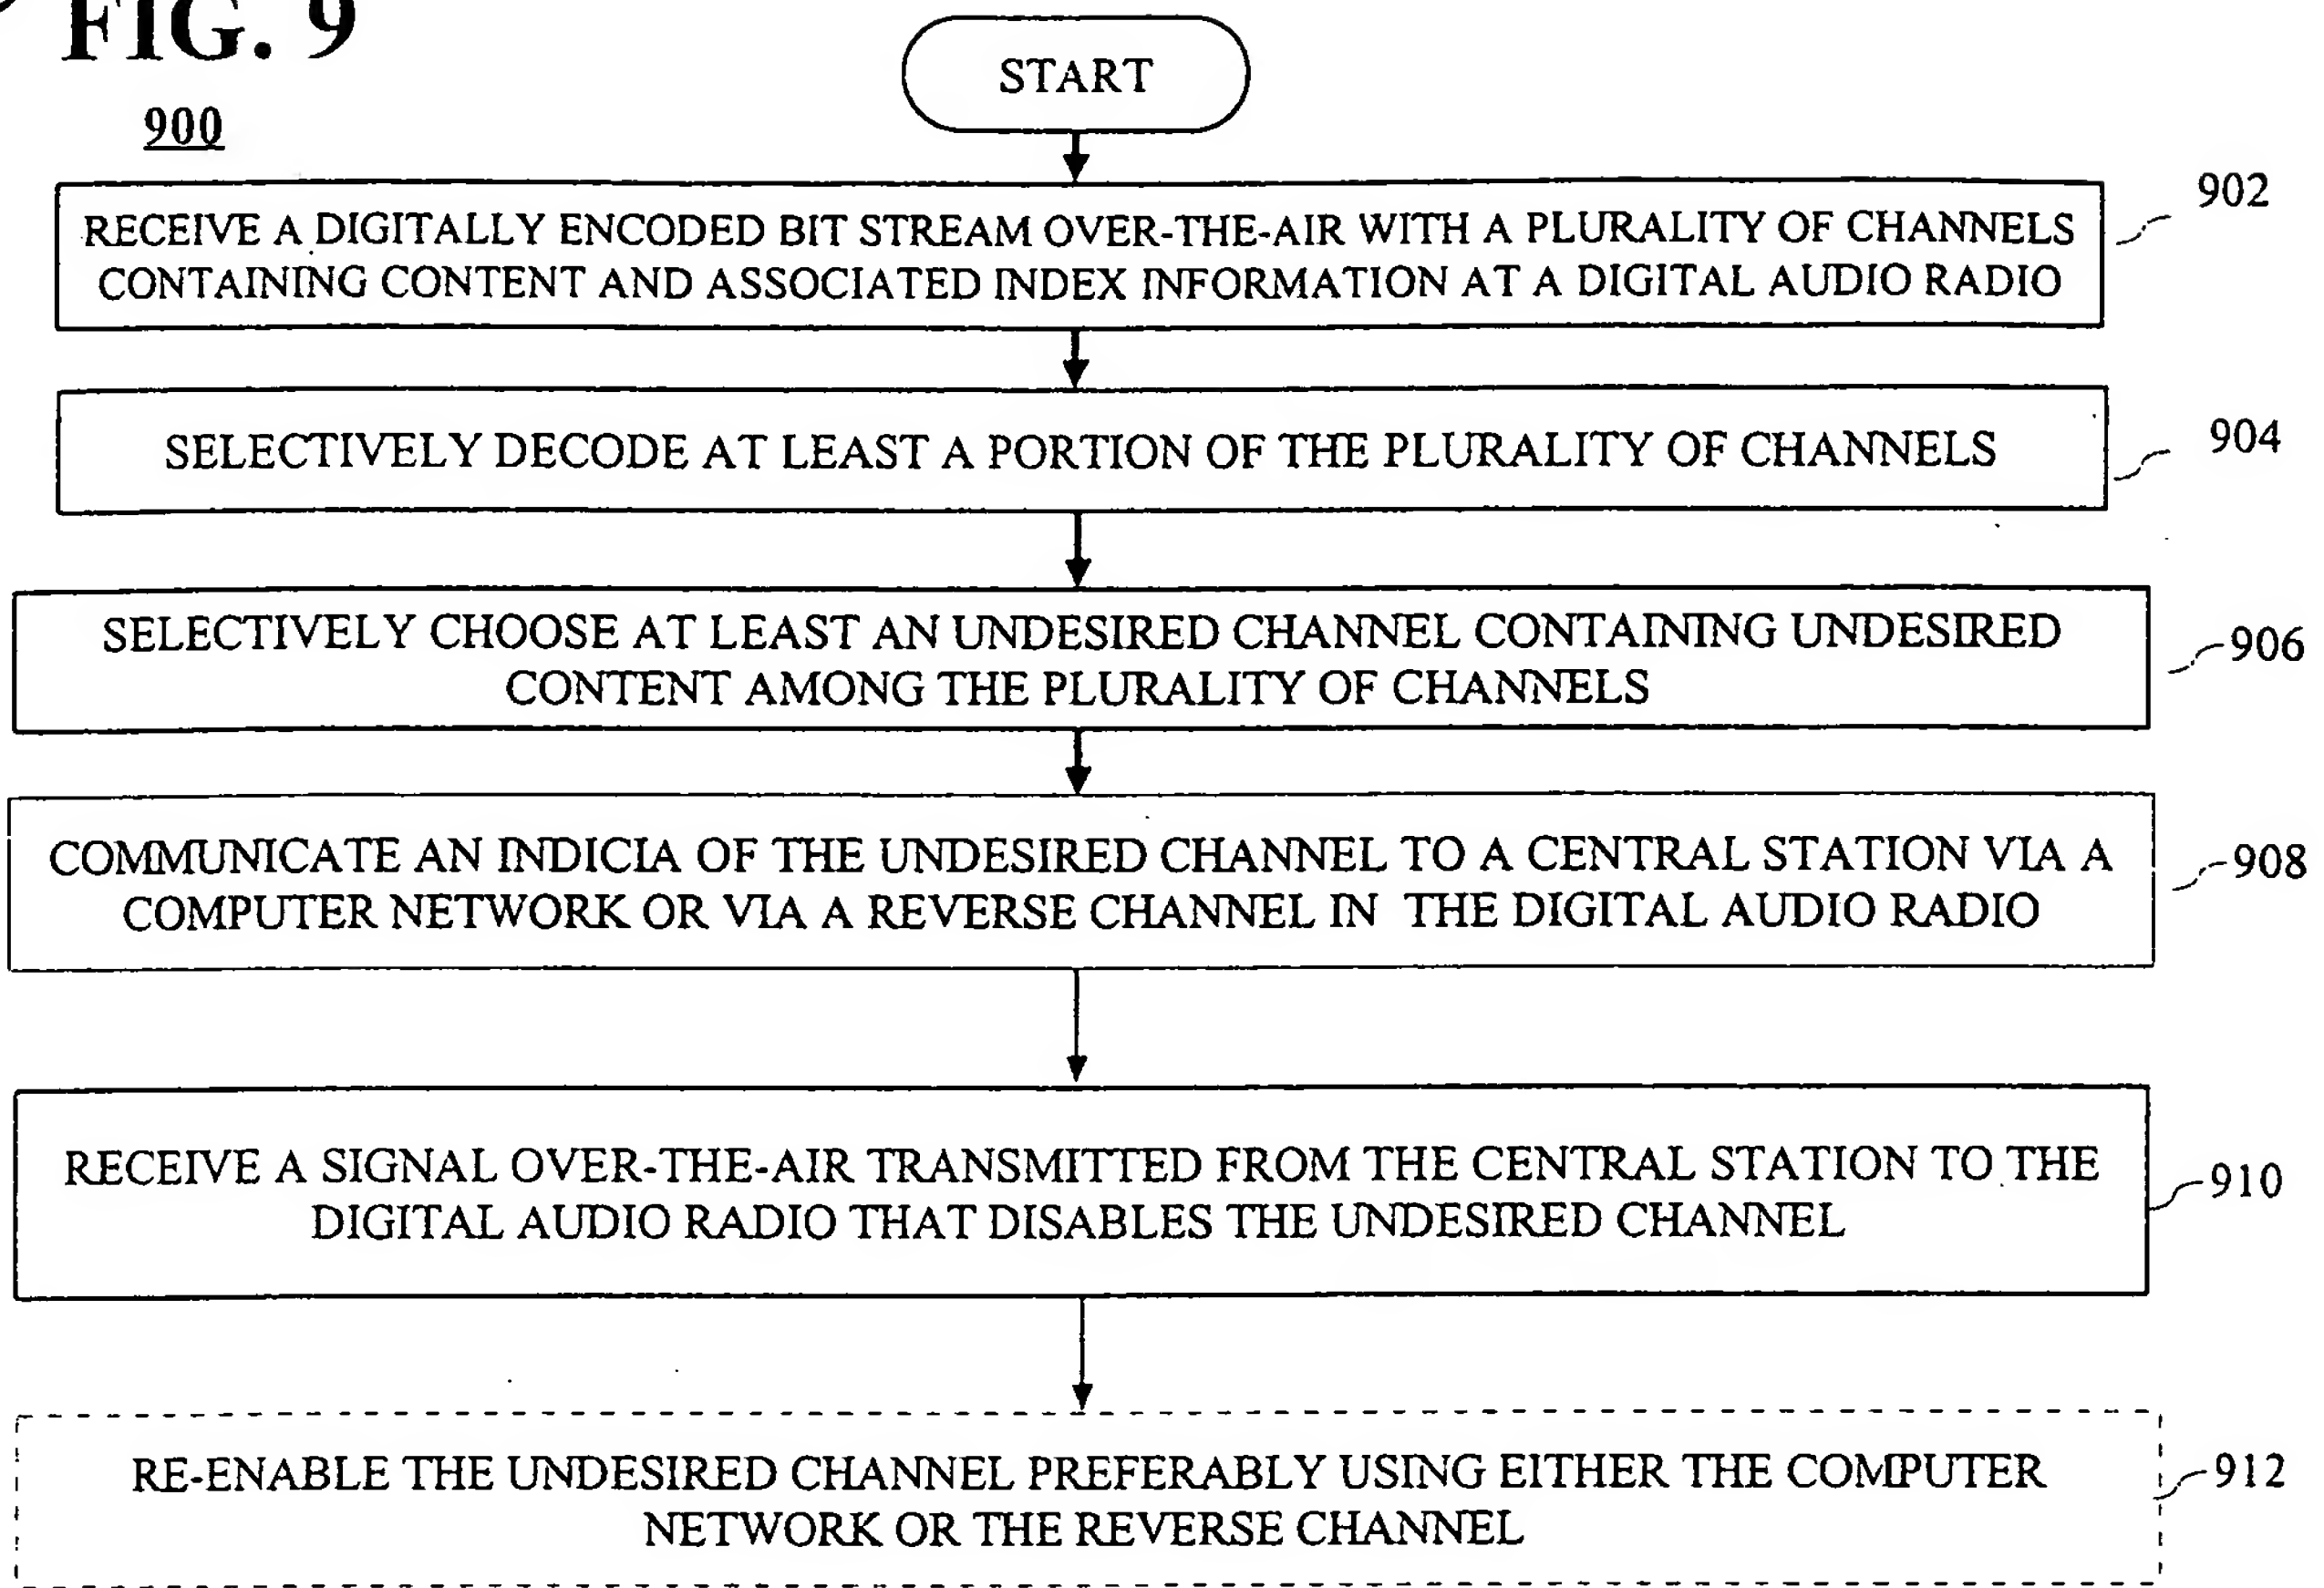 FIG. 9
900
START
RECEIVE A DIGITALLY ENCODED BIT STREAM OVER-THE-AIR WITH A PLURALITY OF CHANNELS
CONTAINING CONTENT AND ASSOCIATED INDEX INFORMATION AT A DIGITAL AUDIO RADIO
902
SELECTIVELY DECODE AT LEAST A PORTION OF THE PLURALITY OF CHANNELS
904
SELECTIVELY CHOOSE AT LEAST AN UNDESIRED CHANNEL CONTAINING UNDESIRED
CONTENT AMONG THE PLURALITY OF CHANNELS
906
COMMUNICATE AN INDICIA OF THE UNDESIRED CHANNEL TO A CENTRAL STATION VIA A
COMPUTER NETWORK OR VIA A REVERSE CHANNEL IN THE DIGITAL AUDIO RADIO
908
RECEIVE A SIGNAL OVER-THE-AIR TRANSMITTED FROM THE CENTRAL STATION TO THE
DIGITAL AUDIO RADIO THAT DISABLES THE UNDESIRED CHANNEL
910
RE-ENABLE THE UNDESIRED CHANNEL PREFERABLY USING EITHER THE COMPUTER
NETWORK OR THE REVERSE CHANNEL
912